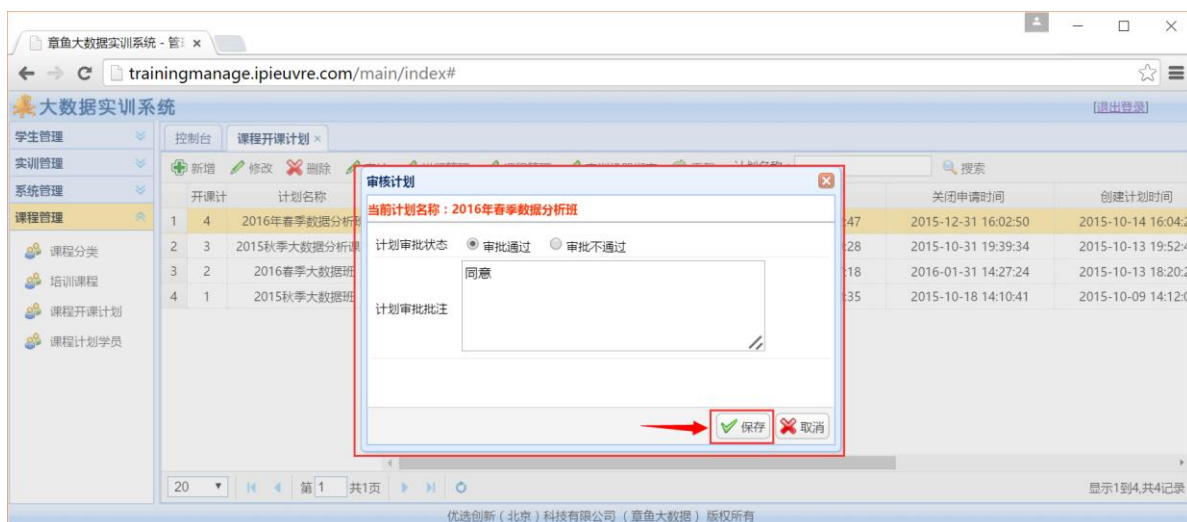 章鱼大数据实训系统 - 管
trainingmanage.ipieuvre.com/main/index#
大数据实训系统 [退出登录]
学生管理
实训管理
系统管理
课程管理
课程分类
培训课程
课程开课计划
课程计划学员
控制台 课程开课计划
新增 修改 删除 计划名称: 搜索
开课计 计划名称 关闭申请时间 创建计划时间
1 4 2016年春季数据分析班 :47 2015-12-31 16:02:50 2015-10-14 16:04:2
2 3 2015秋季大数据分析课 :28 2015-10-31 19:39:34 2015-10-13 19:52:4
3 2 2016春季大数据班 :18 2016-01-31 14:27:24 2015-10-13 18:20:2
4 1 2015秋季大数据班 :35 2015-10-18 14:10:41 2015-10-09 14:12:0
审核计划
当前计划名称：2016年春季数据分析班
计划审批状态 审批通过 审批不通过
计划审批批注 同意
保存 取消
20 第 1 共1页 显示1到4,共4记录
优选创新（北京）科技有限公司（章鱼大数据）版权所有